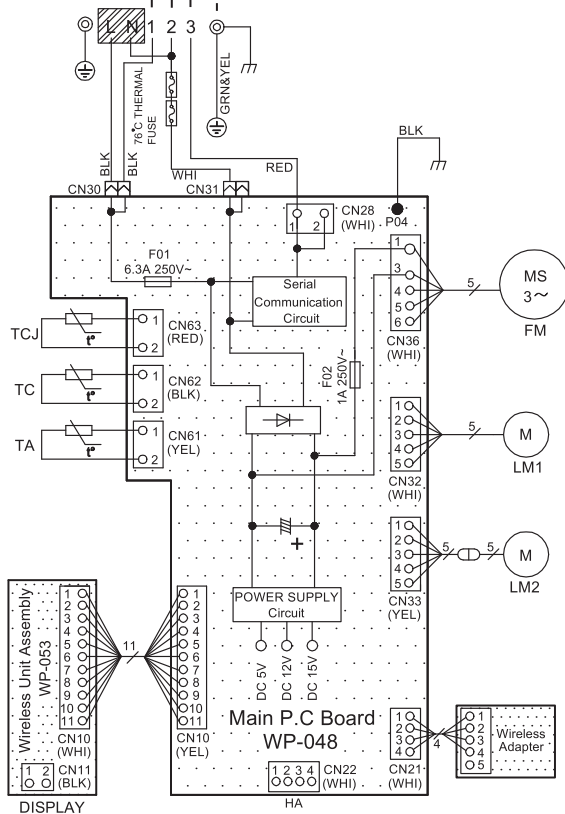 L N 1 2 3
76°C THERMAL
FUSE
GRN&YEL
BLK
BLK
WHI
RED
BLK
CN30
CN31
CN28
(WHI)
1 2
P04
F01
6.3A 250V~
Serial
Communication
Circuit
1
3
4
5
6
CN36
(WHI)
5
MS
3~
FM
TCJ
t°
1
2
CN63
(RED)
TC
t°
1
2
CN62
(BLK)
TA
t°
1
2
CN61
(YEL)
F02
1A 250V~
1
2
3
4
5
CN32
(WHI)
5
M
LM1
+
1
2
3
4
5
CN33
(YEL)
5
5
M
LM2
POWER SUPPLY
Circuit
DC 5V
DC 12V
DC 15V
Wireless Unit Assembly
WP-053
1
2
3
4
5
6
7
8
9
10
11
CN10
(WHI)
1 2
CN11
(BLK)
DISPLAY
11
1
2
3
4
5
6
7
8
9
10
11
CN10
(YEL)
Main P.C Board
WP-048
1 2 3 4
CN22
(WHI)
HA
1
2
3
4
CN21
(WHI)
4
1
2
3
4
5
Wireless
Adapter